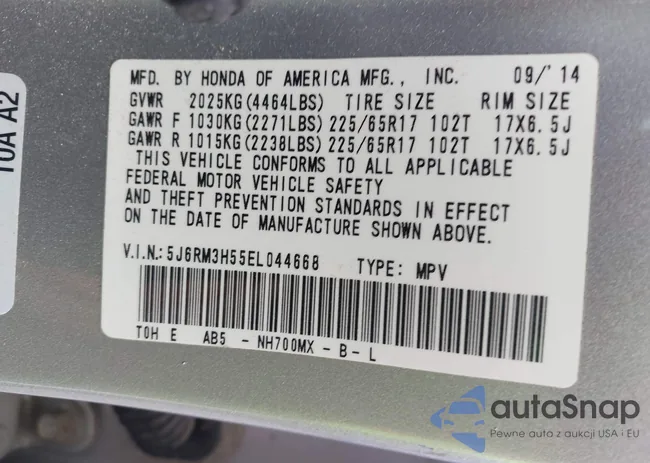 MFD. BY HONDA OF AMERICA MFG., INC. 09/'14
GVWR 2025KG(4464LBS) TIRE SIZE RIM SIZE
GAWR F 1030KG(2271LBS) 225/65R17 102T 17X6.5J
GAWR R 1015KG(2238LBS) 225/65R17 102T 17X6.5J
THIS VEHICLE CONFORMS TO ALL APPLICABLE
FEDERAL MOTOR VEHICLE SAFETY
AND THEFT PREVENTION STANDARDS IN EFFECT
ON THE DATE OF MANUFACTURE SHOWN ABOVE.
V.I.N.:5J6RM3H55EL044668 TYPE: MPV
T0H E AB5 - NH700MX - B - L
T0A A2
autaSnap
Pewne auto z aukcji USA i EU